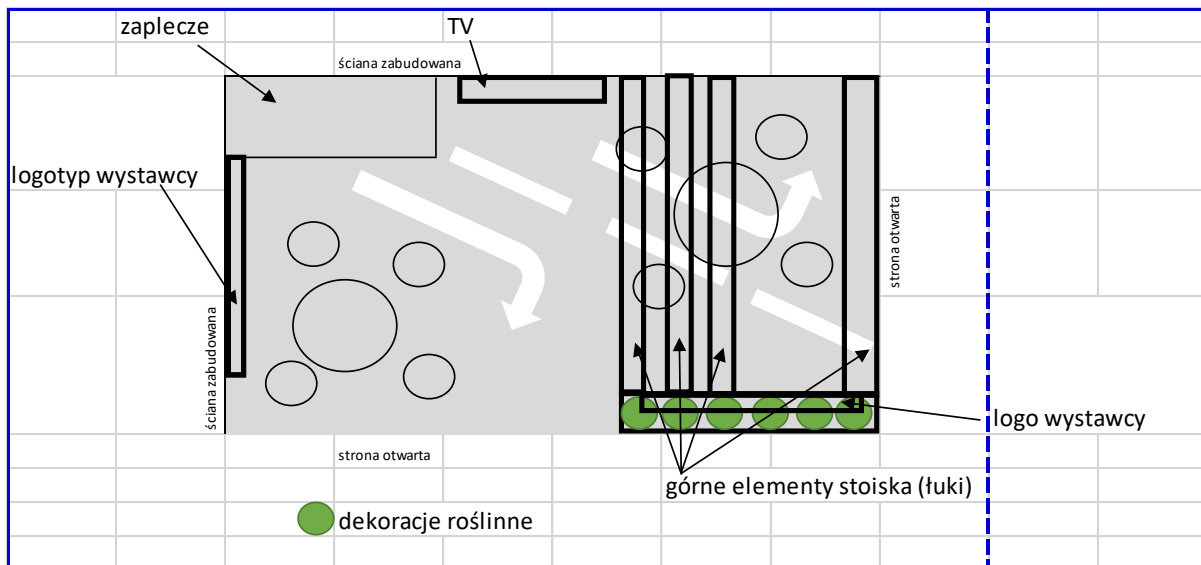 zaplecze
TV
ściana zabudowana
logotyp wystawcy
strona otwarta
ściana zabudowana
logo wystawcy
strona otwarta
górne elementy stoiska (łuki)
dekoracje roślinne